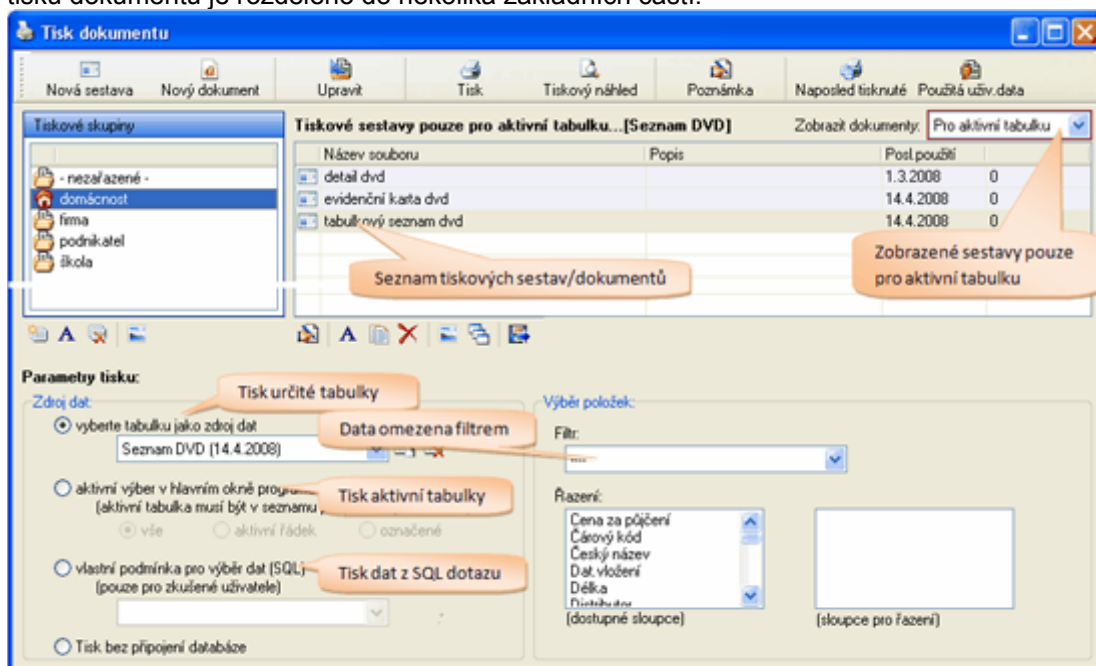 tisku dokumentu je rozděleno do několika základních částí:
Tisk dokumentu
Nová sestava Nový dokument Upravit Tisk Tiskový náhled Poznámka Naposled tisknuté Použitá uživ.data
Tiskové skupiny
Tiskové sestavy pouze pro aktivní tabulku...[Seznam DVD]
Zobrazit dokumenty: Pro aktivní tabulku
Název souboru Popis Posl.použití
- nezařazené -
domácnost
firma
podnikatel
škola
detail dvd 1.3.2008 0
evidenční karta dvd 14.4.2008 0
tabulkový seznam dvd 14.4.2008 0
Seznam tiskových sestav/dokumentů
Zobrazené sestavy pouze
pro aktivní tabulku
Parametry tisku:
Zdroj dat:
Tisk určité tabulky
vyberte tabulku jako zdroj dat
Seznam DVD (14.4.2008)
Data omezena filtrem
aktivní výběr v hlavním okně
(aktivní tabulka musí být v seznamu
Tisk aktivní tabulky
vše aktivní řádek označené
vlastní podmínka pro výběr dat (SQL)
(pouze pro zkušené uživatele)
Tisk dat z SQL dotazu
Tisk bez připojení databáze
Výběr položek:
Filtr:
----
Řazení:
Cena za půjčení
Čárový kód
Český název
Dat.vložení
Délka
Distributor
(dostupné sloupce)
(sloupce pro řazení)